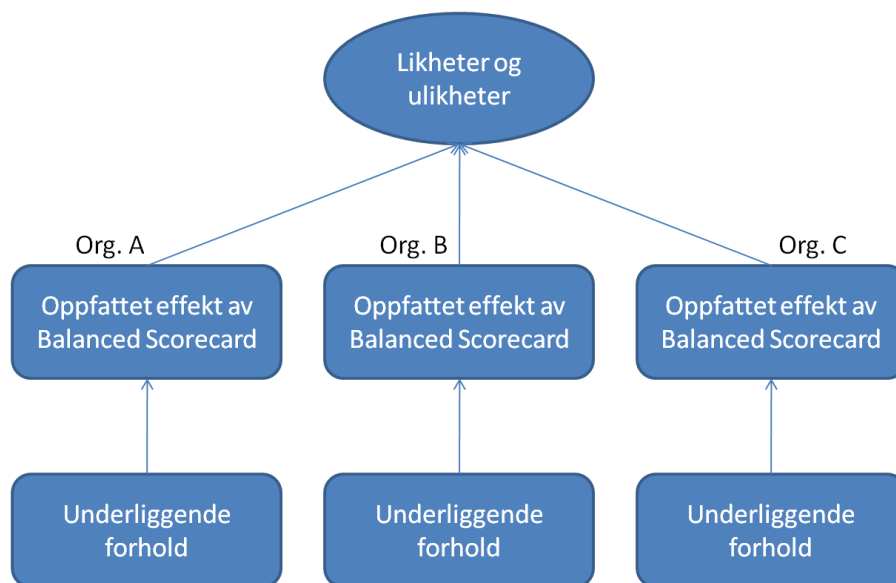 Likheter og
ulikheter
Org. A
Org. B
Org. C
Oppfattet effekt av
Balanced Scorecard
Oppfattet effekt av
Balanced Scorecard
Oppfattet effekt av
Balanced Scorecard
Underliggende
forhold
Underliggende
forhold
Underliggende
forhold